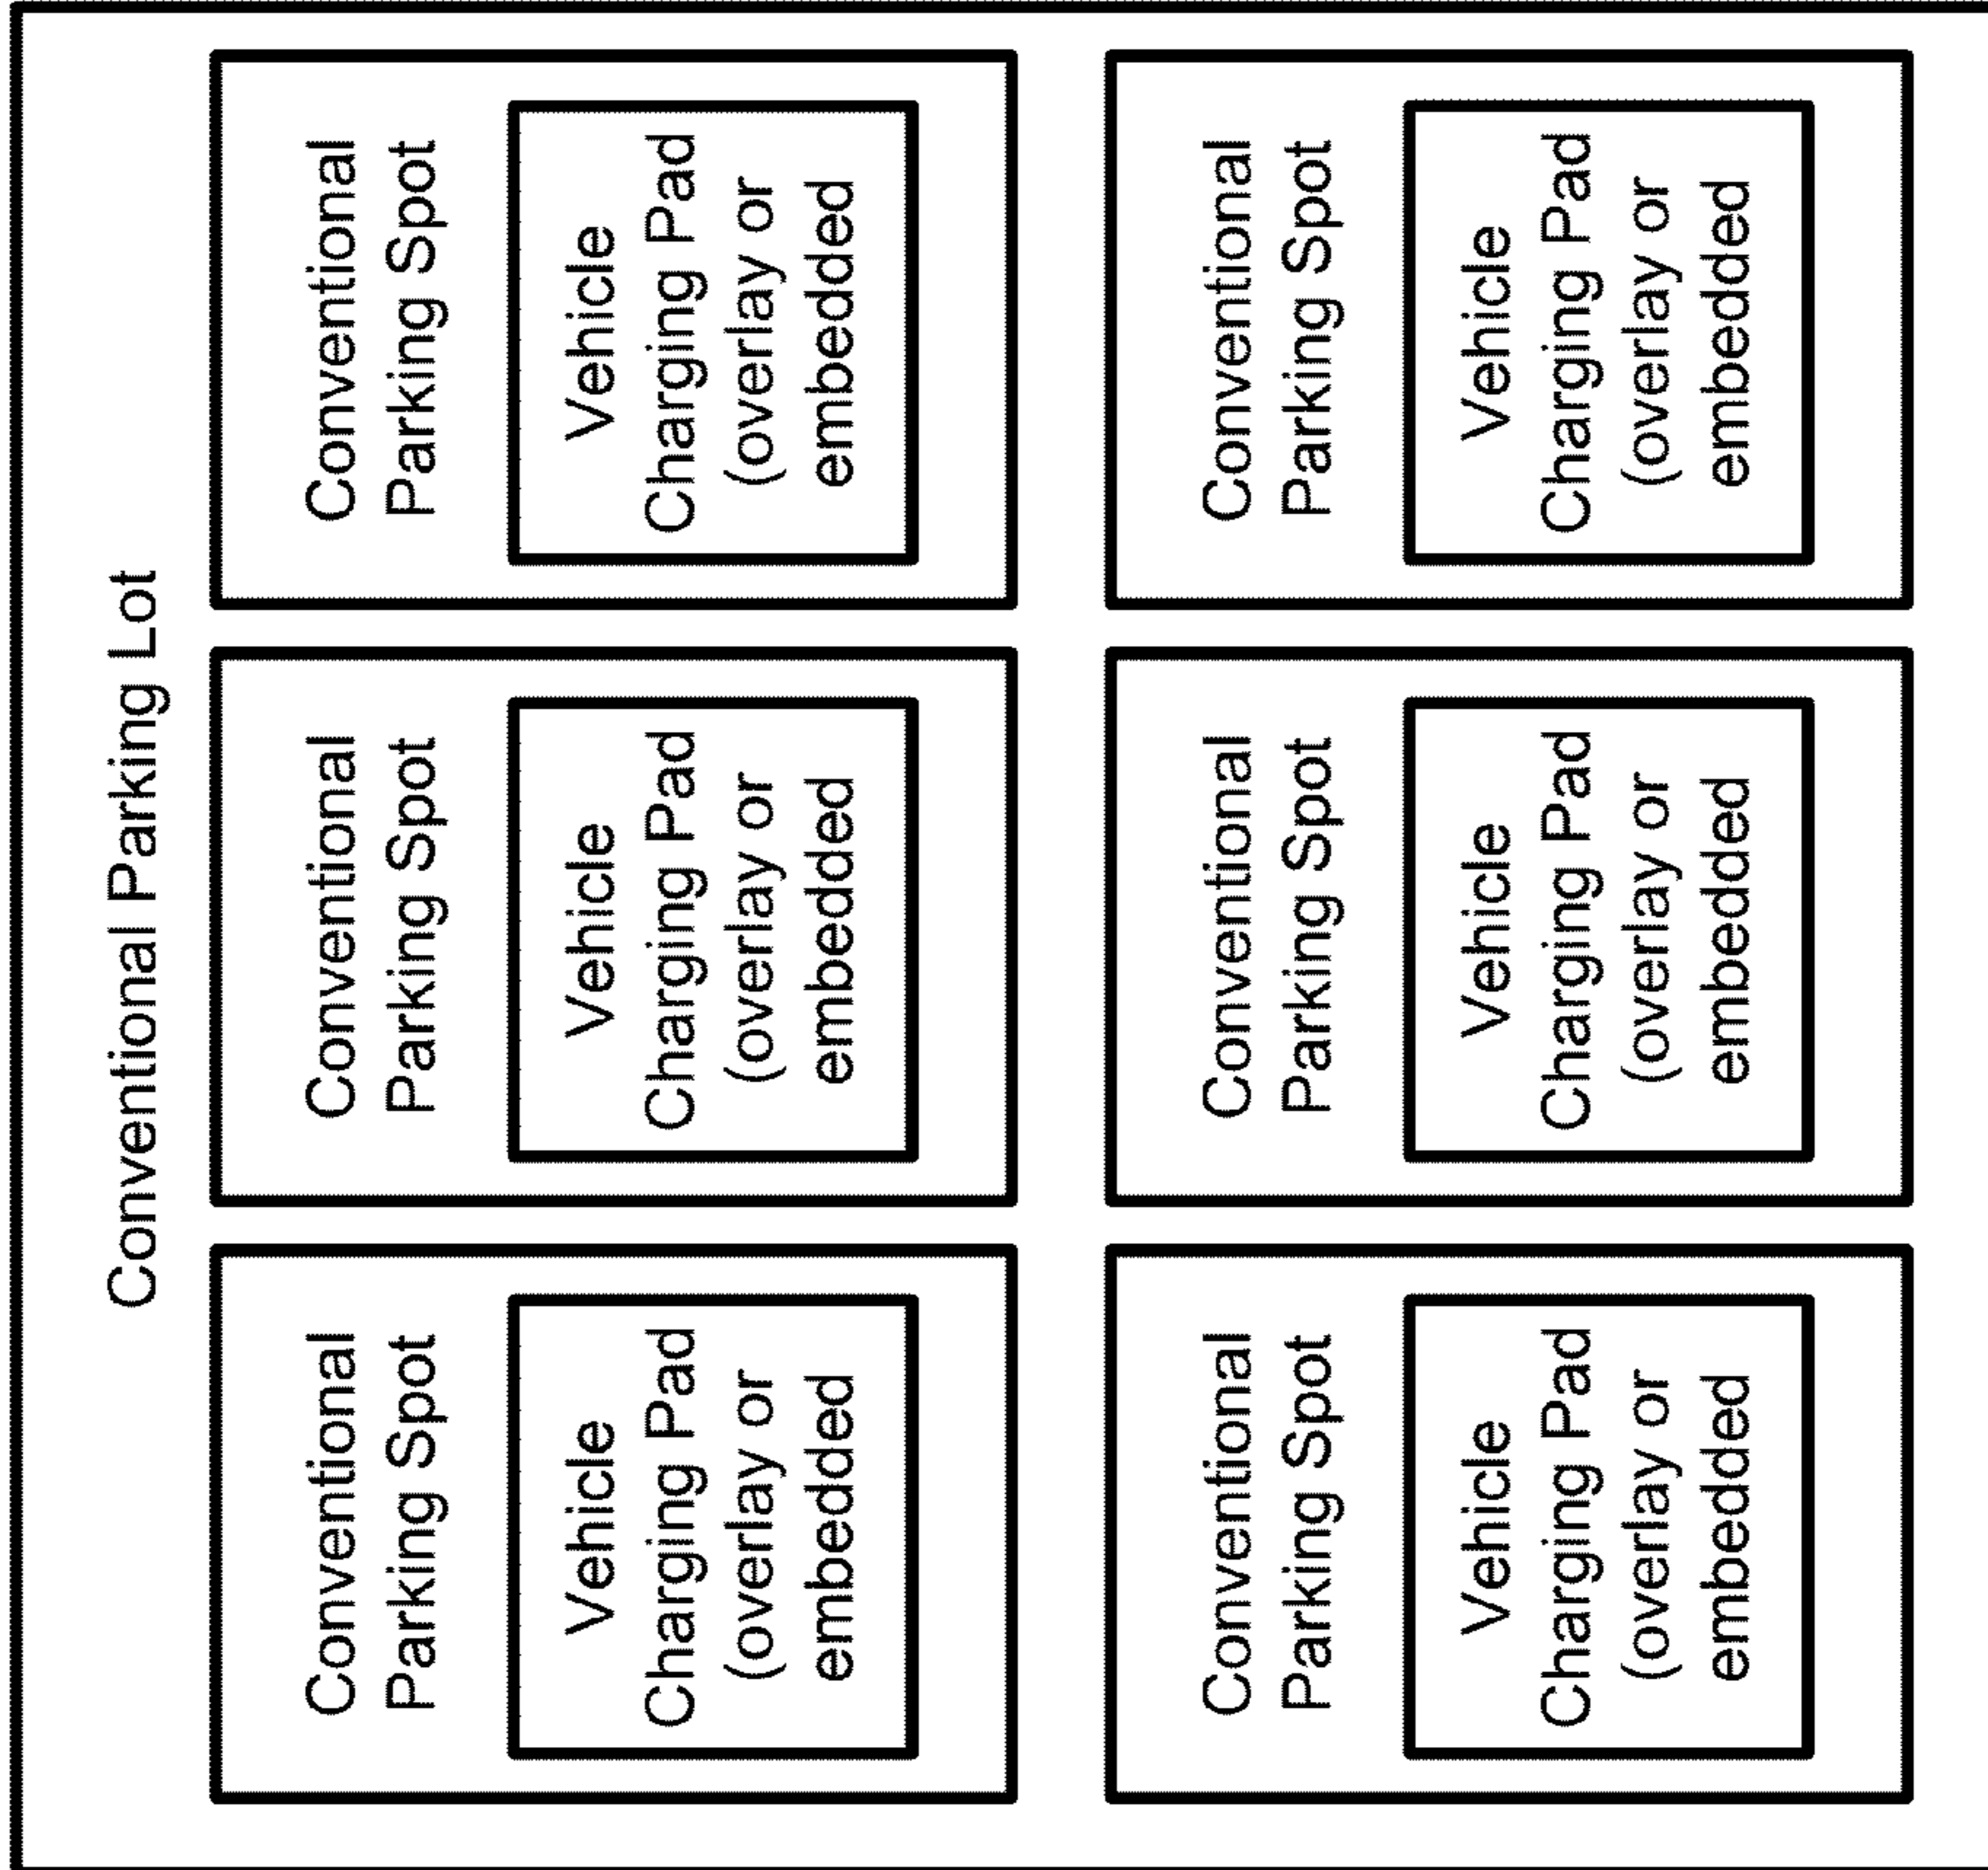 Conventional Parking Lot
Conventional
Parking Spot
Vehicle
Charging Pad
(overlay or
embedded
Conventional
Parking Spot
Vehicle
Charging Pad
(overlay or
embedded
Conventional
Parking Spot
Vehicle
Charging Pad
(overlay or
embedded
Conventional
Parking Spot
Vehicle
Charging Pad
(overlay or
embedded
Conventional
Parking Spot
Vehicle
Charging Pad
(overlay or
embedded
Conventional
Parking Spot
Vehicle
Charging Pad
(overlay or
embedded